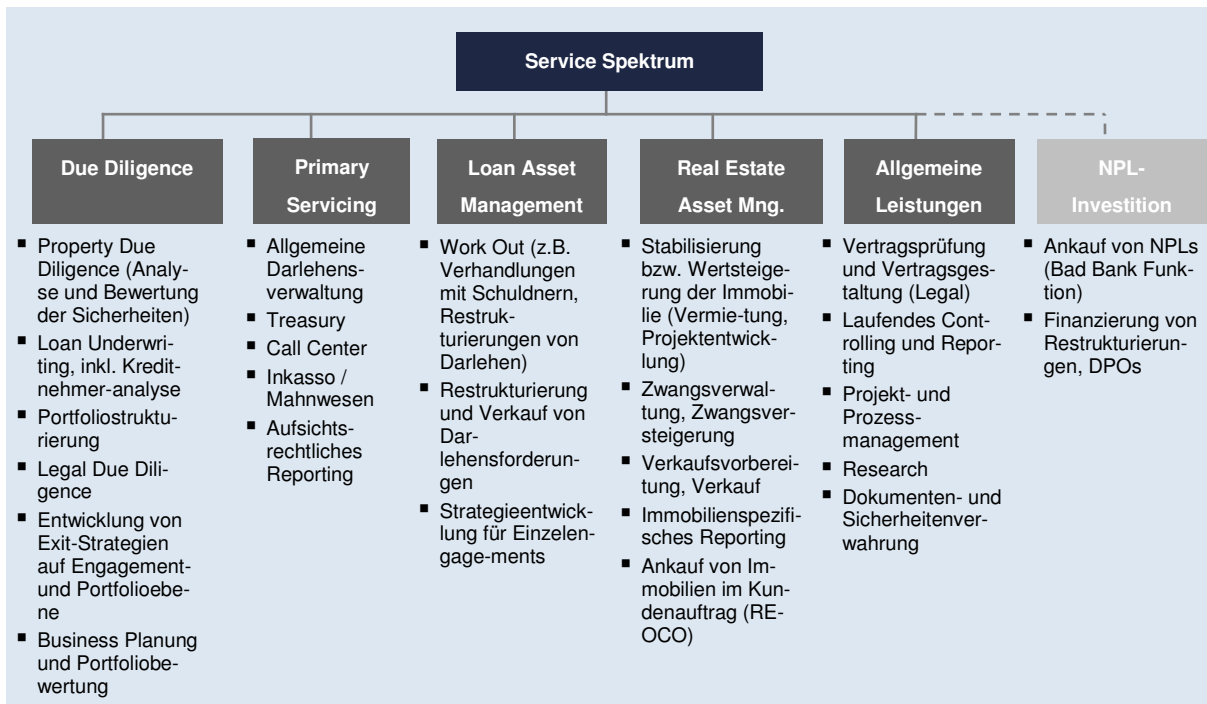 Service Spektrum
Due Diligence
Primary
Servicing
Loan Asset
Management
Real Estate
Asset Mng.
Allgemeine
Leistungen
NPL-
Investition
▪ Property Due
Diligence (Analy-
se und Bewertung
der Sicherheiten)
▪ Loan Underwri-
ting, inkl. Kredit-
nehmer-analyse
▪ Portfoliostruktu-
rierung
▪ Legal Due Dili-
gence
▪ Entwicklung von
Exit-Strategien
auf Engagement-
und Portfolioebe-
ne
▪ Business Planung
und Portfoliobe-
wertung
▪ Allgemeine
Darlehens-
verwaltung
▪ Treasury
▪ Call Center
▪ Inkasso /
Mahnwesen
▪ Aufsichts-
rechtliches
Reporting
▪ Work Out (z.B.
Verhandlungen
mit Schuldnern,
Restruk-
turierungen von
Darlehen)
▪ Restrukturierung
und Verkauf von
Dar-
lehensforderun-
gen
▪ Strategieentwick-
lung für Einzelen-
gage-ments
▪ Stabilisierung
bzw. Wertsteige-
rung der Immobi-
lie (Vermie-tung,
Projektentwick-
lung)
▪ Zwangsverwal-
tung, Zwangsver-
steigerung
▪ Verkaufsvorberei-
tung, Verkauf
▪ Immobilienspezifi-
sches Reporting
▪ Ankauf von Im-
mobilien im Kun-
denauftrag (RE-
OCO)
▪ Vertragsprüfung
und Vertragsges-
taltung (Legal)
▪ Laufendes Cont-
rolling und Repor-
ting
▪ Projekt- und
Prozess-
management
▪ Research
▪ Dokumenten- und
Sicherheitenver-
wahrung
▪ Ankauf von NPLs
(Bad Bank Funk-
tion)
▪ Finanzierung von
Restrukturierun-
gen, DPOs